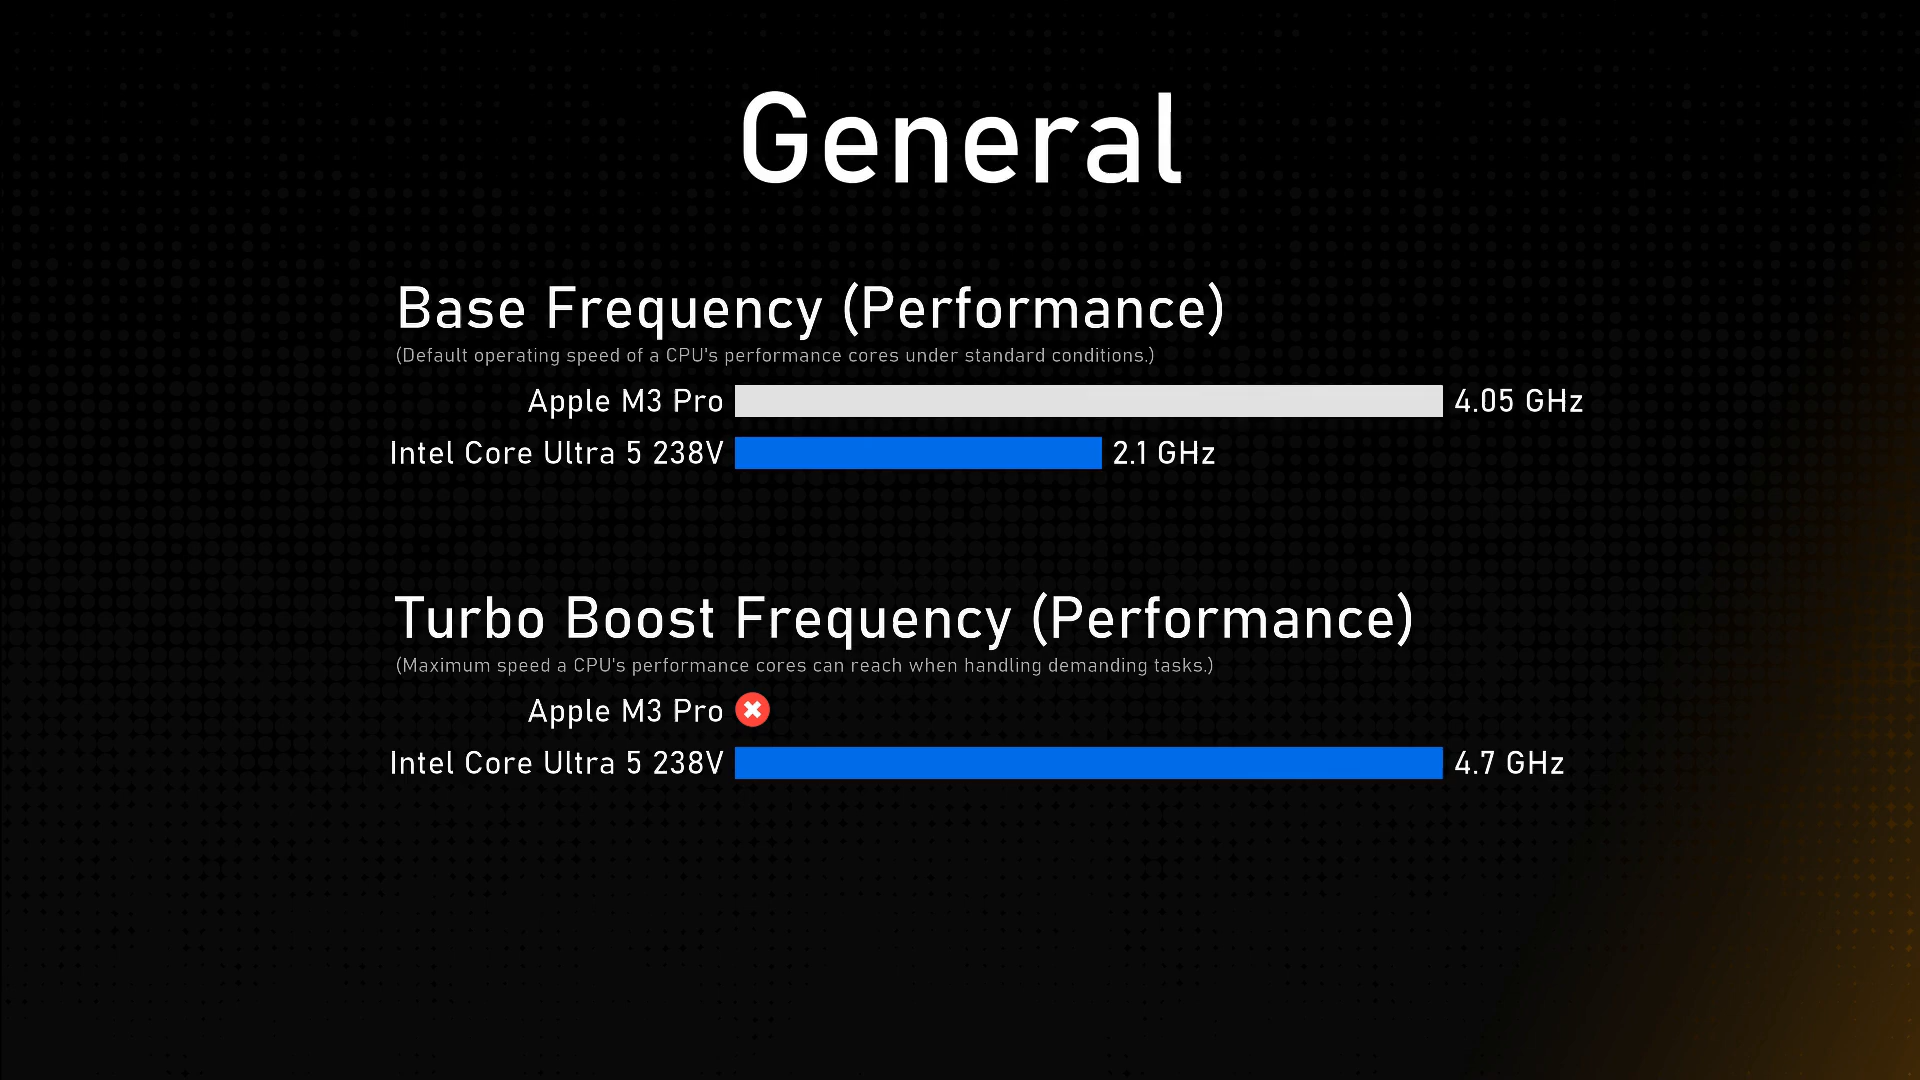 General
Base Frequency (Performance)
(Default operating speed of a CPU's performance cores under standard conditions.)
Apple M3 Pro 4.05 GHz
Intel Core Ultra 5 238V 2.1 GHz
Turbo Boost Frequency (Performance)
(Maximum speed a CPU's performance cores can reach when handling demanding tasks.)
Apple M3 Pro
Intel Core Ultra 5 238V 4.7 GHz